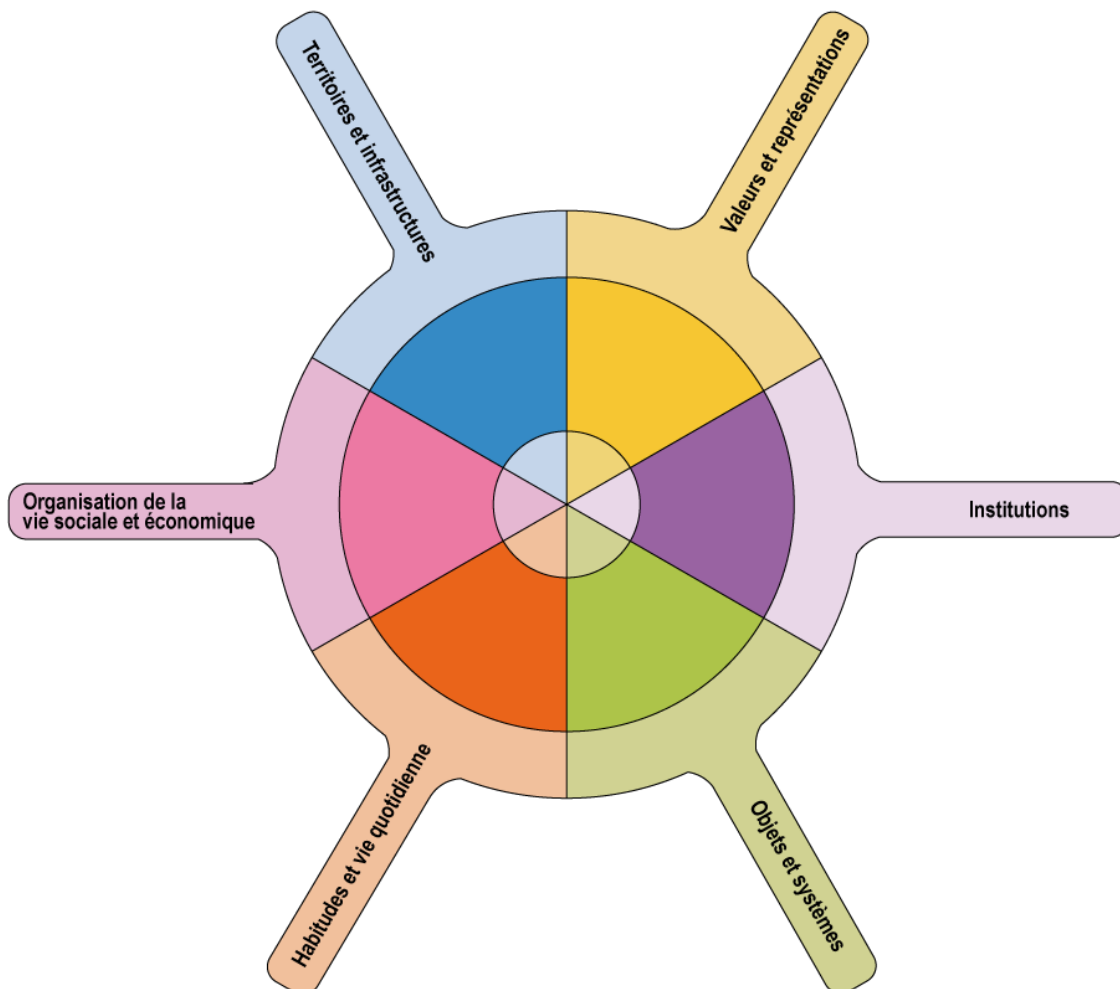 Territoires et infrastructures
Valeurs et représentations
Organisation de la
vie sociale et économique
Institutions
Habitudes et vie quotidienne
Objets et systèmes